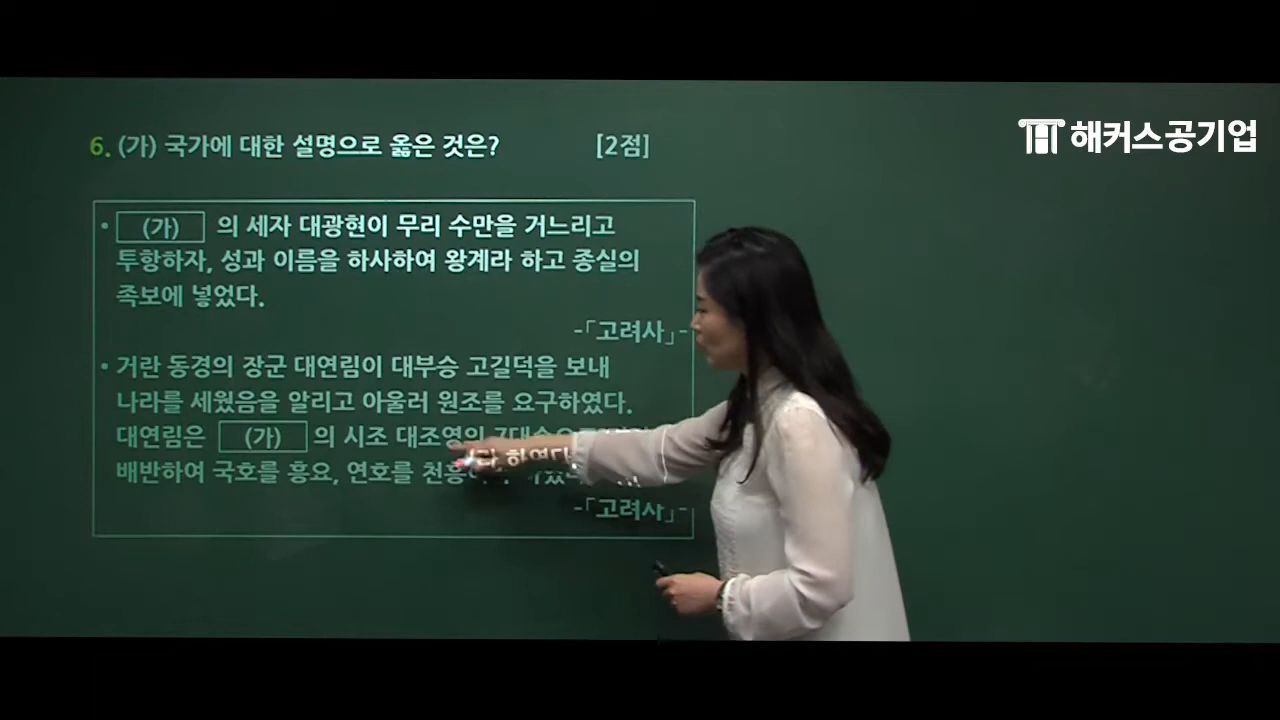 해커스공기업
6. (가) 국가에 대한 설명으로 옳은 것은? [2점]
• (가) 의 세자 대광현이 무리 수만을 거느리고
투항하자, 성과 이름을 하사하여 왕계라 하고 종실의
족보에 넣었다.
-「고려사」-
• 거란 동경의 장군 대연림이 대부승 고길덕을 보내
나라를 세웠음을 알리고 아울러 원조를 요구하였다.
대연림은 (가) 의 시조 대조영의
배반하여 국호를 흥요, 연호를
-「고려사」-